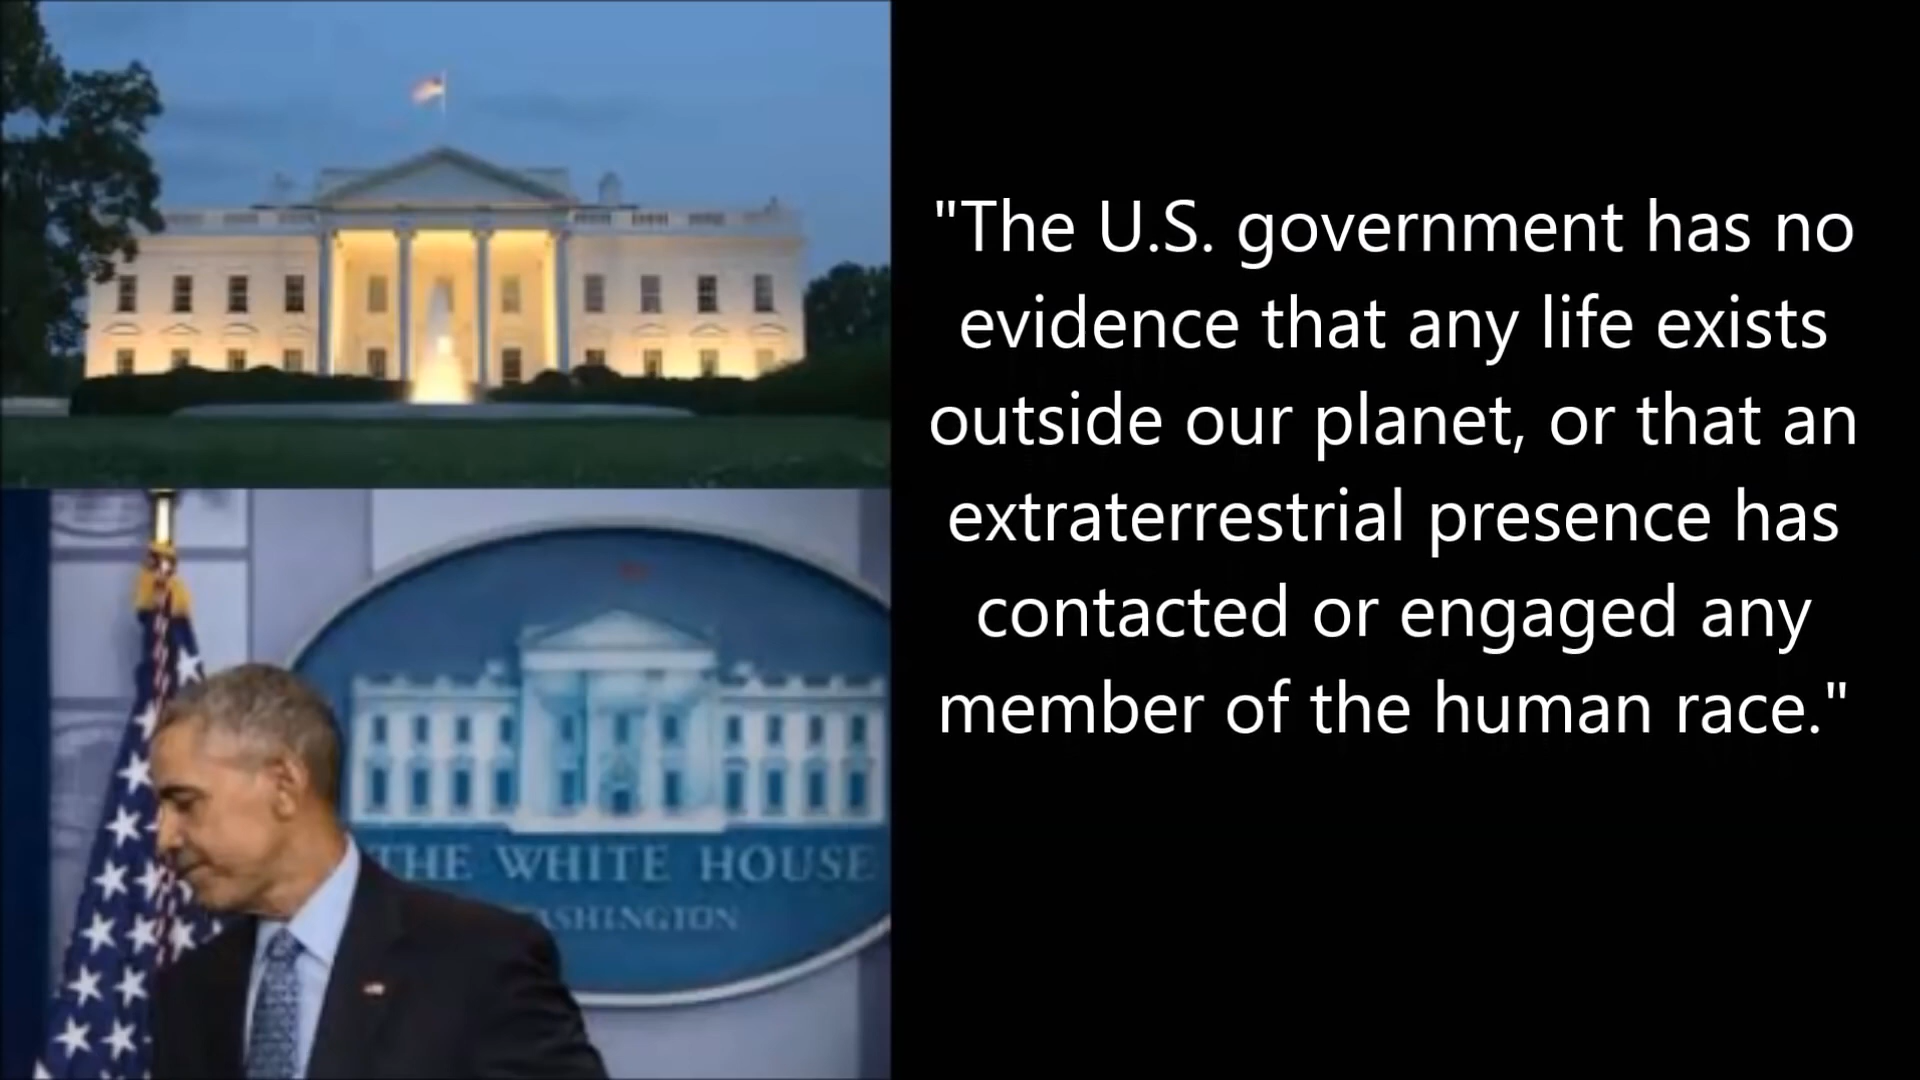 "The U.S. government has no
evidence that any life exists
outside our planet, or that an
extraterrestrial presence has
contacted or engaged any
member of the human race."
THE WHITE HOUSE
ASHINGTON